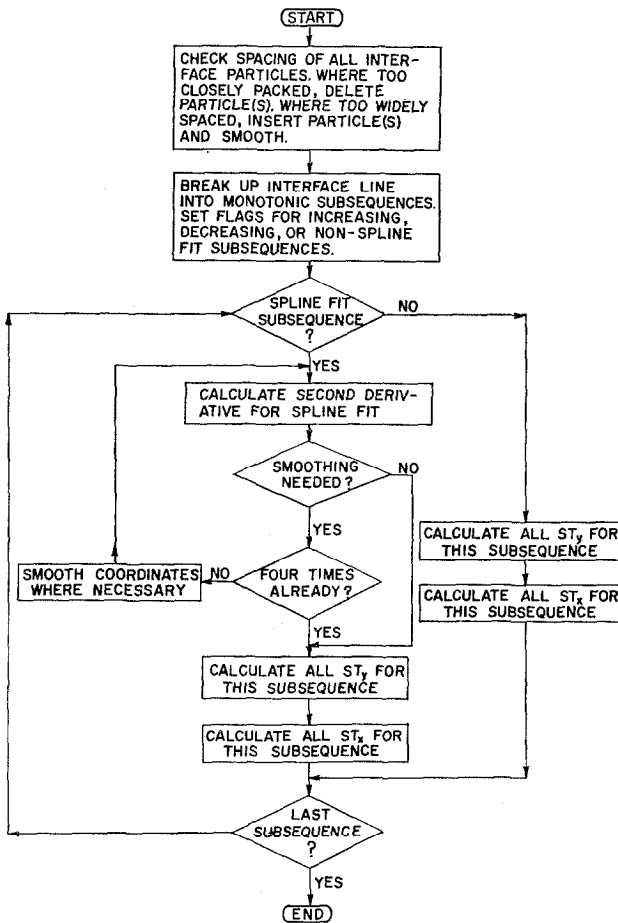 START
CHECK SPACING OF ALL INTER-
FACE PARTICLES. WHERE TOO
CLOSELY PACKED, DELETE
PARTICLE(S). WHERE TOO WIDELY
SPACED, INSERT PARTICLE(S)
AND SMOOTH.
BREAK UP INTERFACE LINE
INTO MONOTONIC SUBSEQUENCES.
SET FLAGS FOR INCREASING,
DECREASING, OR NON-SPLINE
FIT SUBSEQUENCES.
SPLINE FIT
SUBSEQUENCE
?
NO
YES
CALCULATE SECOND DERIV-
ATIVE FOR SPLINE FIT
SMOOTHING
NEEDED?
NO
YES
FOUR TIMES
ALREADY?
NO
SMOOTH COORDINATES
WHERE NECESSARY
YES
CALCULATE ALL STy FOR
THIS SUBSEQUENCE
CALCULATE ALL STx FOR
THIS SUBSEQUENCE
CALCULATE ALL STy FOR
THIS SUBSEQUENCE
CALCULATE ALL STx FOR
THIS SUBSEQUENCE
LAST
SUBSEQUENCE
?
YES
END